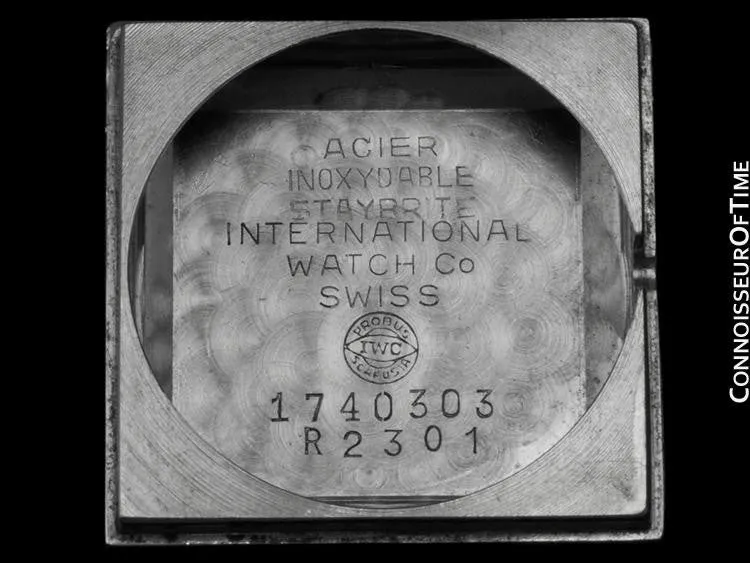 ACIER
INOXYDABLE
STAYBRITE
INTERNATIONAL
WATCH Co
SWISS
PROBUS
IWC
SCAFUSIA
1740303
R2301
CONNOISSEUROFTIME